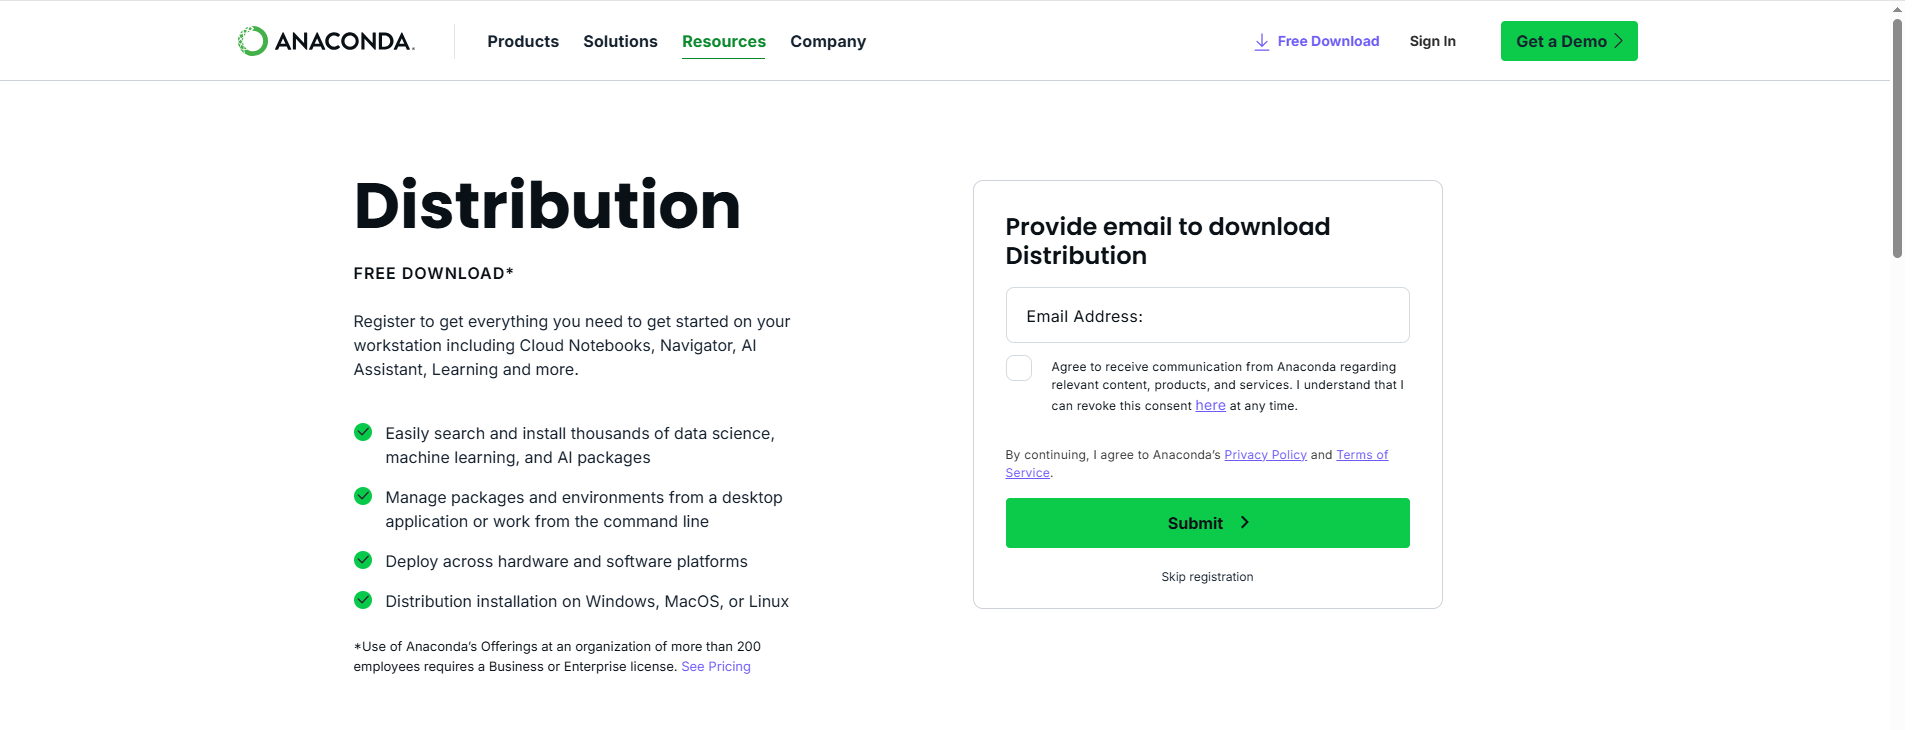 ANACONDA.
Products Solutions Resources Company
Free Download Sign In Get a Demo
Distribution
FREE DOWNLOAD*
Register to get everything you need to get started on your
workstation including Cloud Notebooks, Navigator, AI
Assistant, Learning and more.
Easily search and install thousands of data science,
machine learning, and AI packages
Manage packages and environments from a desktop
application or work from the command line
Deploy across hardware and software platforms
Distribution installation on Windows, MacOS, or Linux
*Use of Anaconda’s Offerings at an organization of more than 200
employees requires a Business or Enterprise license. See Pricing
Provide email to download
Distribution
Email Address:
Agree to receive communication from Anaconda regarding
relevant content, products, and services. I understand that I
can revoke this consent here at any time.
By continuing, I agree to Anaconda’s Privacy Policy and Terms of
Service.
Submit
Skip registration